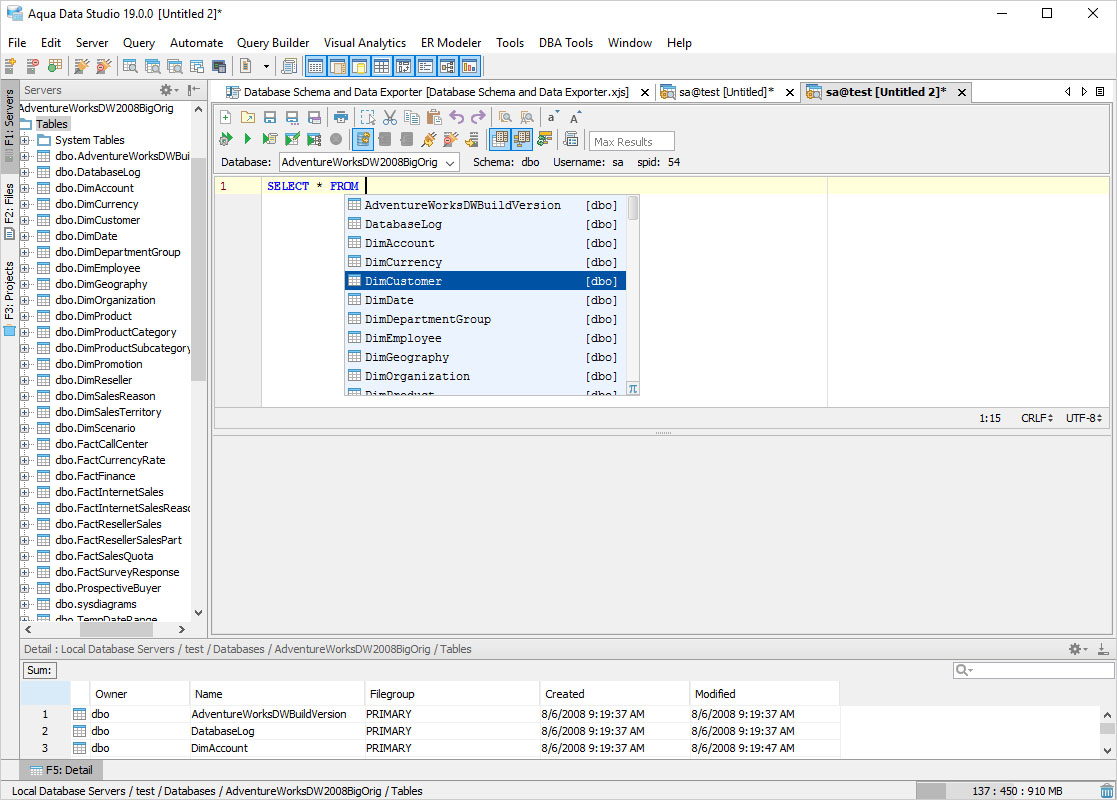 Aqua Data Studio 19.0.0 [Untitled 2]*
File Edit Server Query Automate Query Builder Visual Analytics ER Modeler Tools DBA Tools Window Help
Servers
Database Schema and Data Exporter [Database Schema and Data Exporter.xjs] sa@test [Untitled]* sa@test [Untitled 2]*
F1: Servers
F2: Files
F3: Projects
AdventureWorksDW2008BigOrig
Tables
System Tables
dbo.AdventureWorksDWBui
dbo.DatabaseLog
dbo.DimAccount
dbo.DimCurrency
dbo.DimCustomer
dbo.DimDate
dbo.DimDepartmentGroup
dbo.DimEmployee
dbo.DimGeography
dbo.DimOrganization
dbo.DimProduct
dbo.DimProductCategory
dbo.DimProductSubcategory
dbo.DimPromotion
dbo.DimReseller
dbo.DimSalesReason
dbo.DimSalesTerritory
dbo.DimScenario
dbo.FactCallCenter
dbo.FactCurrencyRate
dbo.FactFinance
dbo.FactInternetSales
dbo.FactInternetSalesReaso
dbo.FactResellerSales
dbo.FactResellerSalesPart
dbo.FactSalesQuota
dbo.FactSurveyResponse
dbo.ProspectiveBuyer
dbo.sysdiagrams
dbo.TempDateRange
Max Results
Database: AdventureWorksDW2008BigOrig Schema: dbo Username: sa spid: 54
1 SELECT * FROM
AdventureWorksDWBuildVersion [dbo]
DatabaseLog [dbo]
DimAccount [dbo]
DimCurrency [dbo]
DimCustomer [dbo]
DimDate [dbo]
DimDepartmentGroup [dbo]
DimEmployee [dbo]
DimGeography [dbo]
DimOrganization [dbo]
DimProduct [dbo]
1:15 CRLF UTF-8
Detail : Local Database Servers / test / Databases / AdventureWorksDW2008BigOrig / Tables
Sum:
Owner Name Filegroup Created Modified
1 dbo AdventureWorksDWBuildVersion PRIMARY 8/6/2008 9:19:37 AM 8/6/2008 9:19:37 AM
2 dbo DatabaseLog PRIMARY 8/6/2008 9:19:37 AM 8/6/2008 9:19:37 AM
3 dbo DimAccount PRIMARY 8/6/2008 9:19:37 AM 8/6/2008 9:19:47 AM
F5: Detail
Local Database Servers / test / Databases / AdventureWorksDW2008BigOrig / Tables 137 : 450 : 910 MB